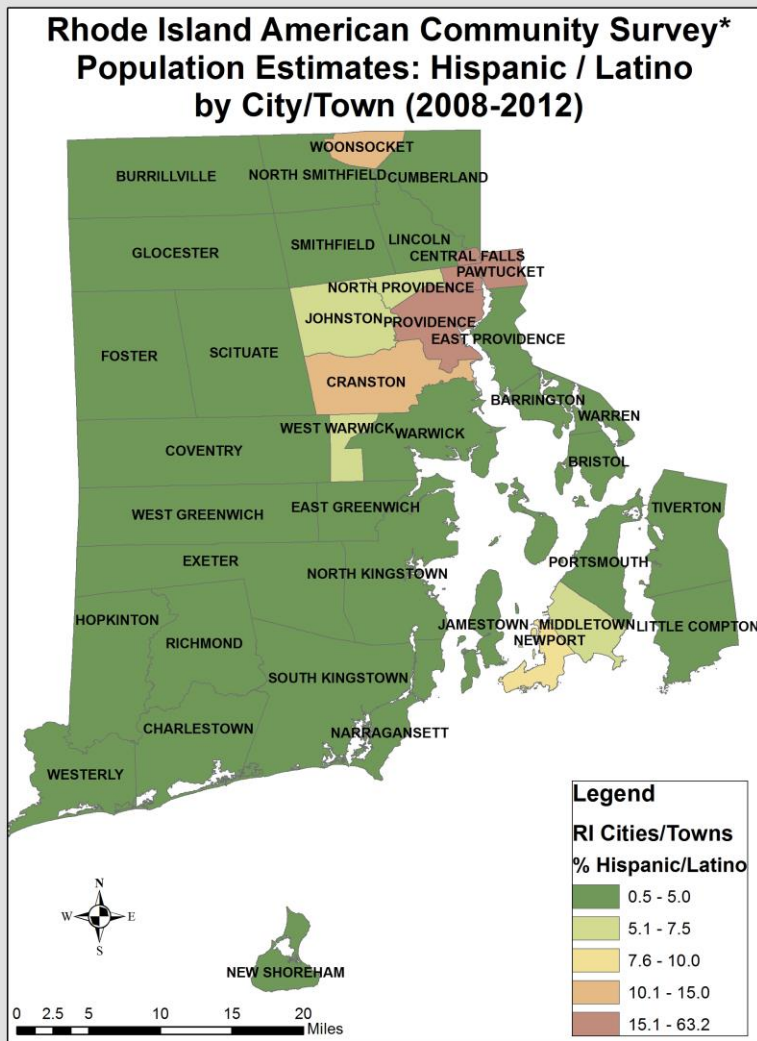 Rhode Island American Community Survey*
Population Estimates: Hispanic / Latino
by City/Town (2008-2012)
WOONSOCKET
BURRILLVILLE
NORTH SMITHFIELD
CUMBERLAND
GLOCESTER
SMITHFIELD
LINCOLN
CENTRAL FALLS
PAWTUCKET
NORTH PROVIDENCE
JOHNSTON
PROVIDENCE
EAST PROVIDENCE
FOSTER
SCITUATE
CRANSTON
BARRINGTON
WARREN
WEST WARWICK
WARWICK
COVENTRY
BRISTOL
WEST GREENWICH
EAST GREENWICH
TIVERTON
EXETER
NORTH KINGSTOWN
PORTSMOUTH
HOPKINTON
RICHMOND
JAMESTOWN
MIDDLETOWN
LITTLE COMPTON
NEWPORT
SOUTH KINGSTOWN
CHARLESTOWN
NARRAGANSETT
WESTERLY
Legend
RI Cities/Towns
% Hispanic/Latino
0.5 - 5.0
5.1 - 7.5
7.6 - 10.0
10.1 - 15.0
15.1 - 63.2
N
W E
S
NEW SHOREHAM
0 2.5 5 10 15 20
Miles